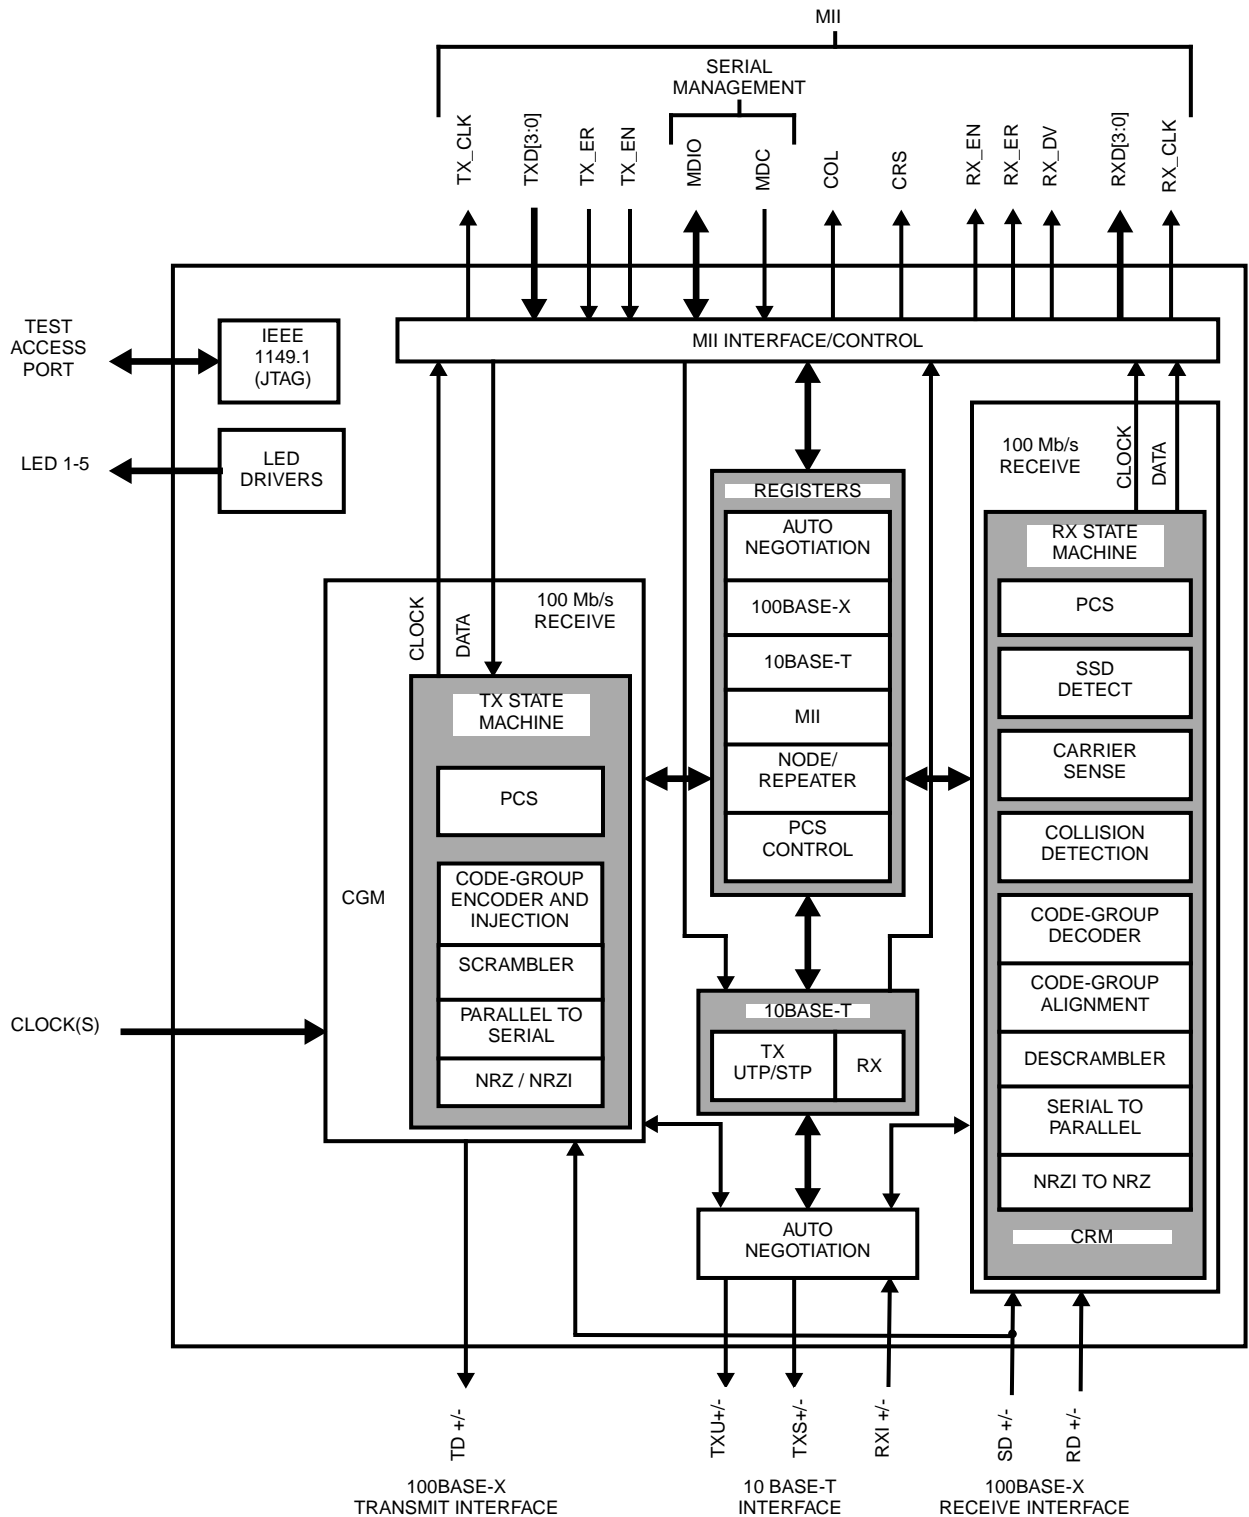 MII
SERIAL
MANAGEMENT
TX_CLK
TXD[3:0]
TX_ER
TX_EN
MDIO
MDC
COL
CRS
RX_EN
RX_ER
RX_DV
RXD[3:0]
RX_CLK
TEST
ACCESS
PORT
IEEE
1149.1
(JTAG)
MII INTERFACE/CONTROL
LED 1-5
LED
DRIVERS
100 Mb/s
RECEIVE
CLOCK
DATA
REGISTERS
AUTO
NEGOTIATION
100BASE-X
10BASE-T
MII
NODE/
REPEATER
PCS
CONTROL
RX STATE
MACHINE
PCS
SSD
DETECT
CARRIER
SENSE
COLLISION
DETECTION
CODE-GROUP
DECODER
CODE-GROUP
ALIGNMENT
DESCRAMBLER
SERIAL TO
PARALLEL
NRZI TO NRZ
CRM
100 Mb/s
RECEIVE
CLOCK
DATA
TX STATE
MACHINE
PCS
CGM
CODE-GROUP
ENCODER AND
INJECTION
SCRAMBLER
PARALLEL TO
SERIAL
NRZ / NRZI
CLOCK(S)
10BASE-T
TX
UTP/STP
RX
AUTO
NEGOTIATION
TD +/-
TXU+/-
TXS+/-
RXI +/-
SD +/-
RD +/-
100BASE-X
TRANSMIT INTERFACE
10 BASE-T
INTERFACE
100BASE-X
RECEIVE INTERFACE